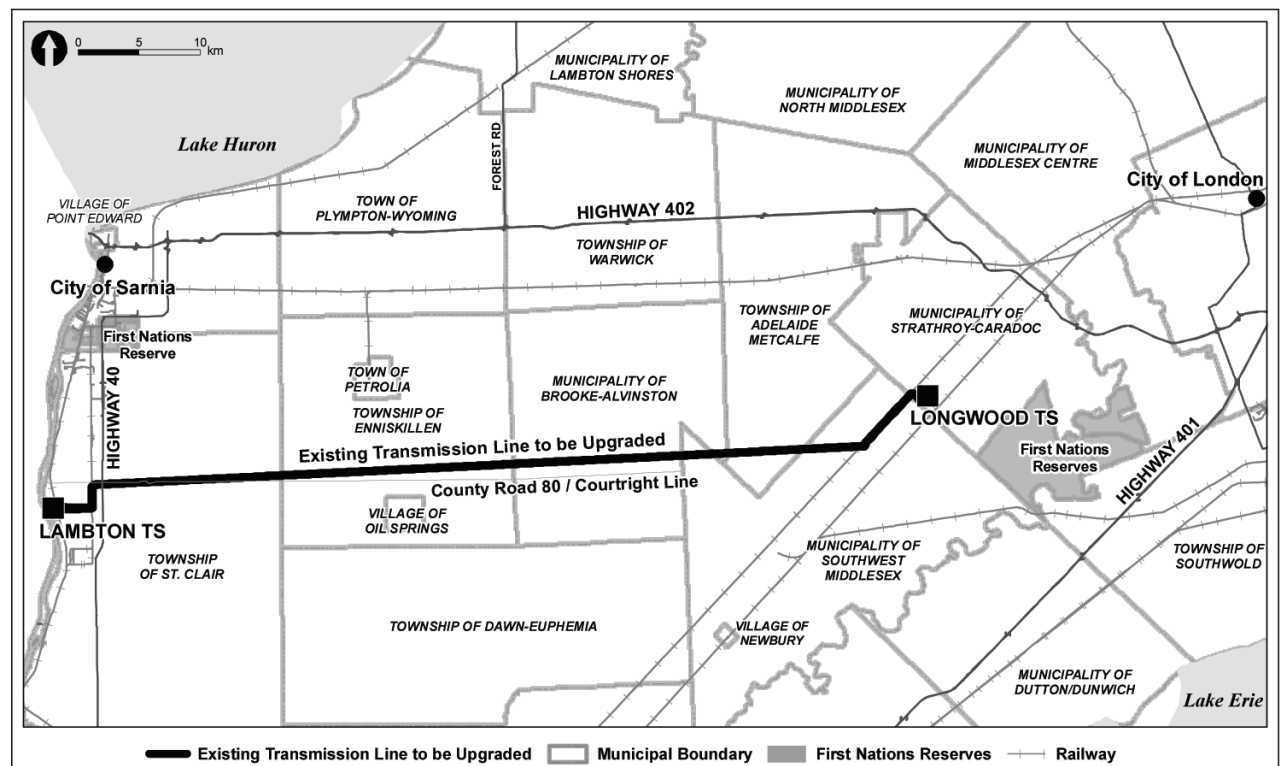 0 5 10
km
MUNICIPALITY OF
LAMBTON SHORES
MUNICIPALITY OF
NORTH MIDDLESEX
Lake Huron
FOREST RD
MUNICIPALITY OF
MIDDLESEX CENTRE
City of London
VILLAGE OF
POINT EDWARD
TOWN OF
PLYMPTON-WYOMING
HIGHWAY 402
TOWNSHIP OF
WARWICK
City of Sarnia
First Nations
Reserve
TOWNSHIP OF
ADELAIDE
METCALFE
MUNICIPALITY OF
STRATHROY-CARADOC
HIGHWAY 40
TOWN OF
PETROLIA
TOWNSHIP OF
ENNISKILLEN
MUNICIPALITY OF
BROOKE-ALVINSTON
LONGWOOD TS
Existing Transmission Line to be Upgraded
First Nations
Reserves
HIGHWAY 401
County Road 80 / Courtright Line
LAMBTON TS
VILLAGE OF
OIL SPRINGS
TOWNSHIP
OF ST. CLAIR
MUNICIPALITY OF
SOUTHWEST
MIDDLESEX
TOWNSHIP OF
SOUTHWOLD
TOWNSHIP OF DAWN-EUPHEMIA
VILLAGE OF
NEWBURY
MUNICIPALITY OF
DUTTON/DUNWICH
Lake Erie
Existing Transmission Line to be Upgraded
Municipal Boundary
First Nations Reserves
Railway